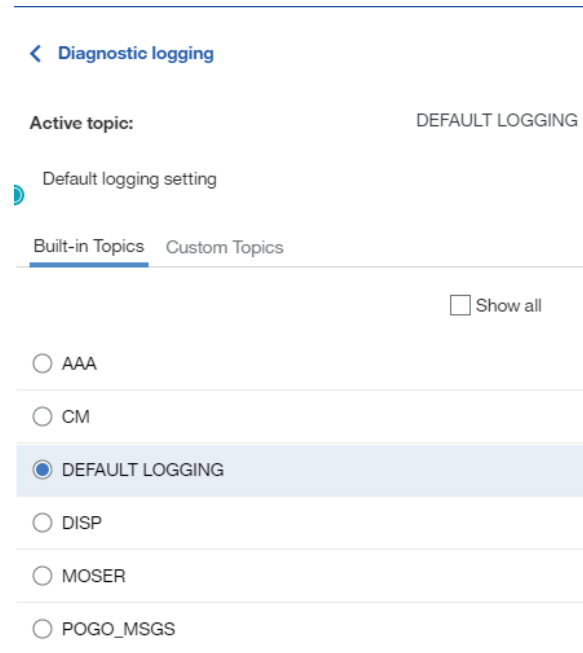 Diagnostic logging
Active topic: DEFAULT LOGGING
Default logging setting
Built-in Topics Custom Topics
Show all
AAA
CM
DEFAULT LOGGING
DISP
MOSER
POGO_MSGS